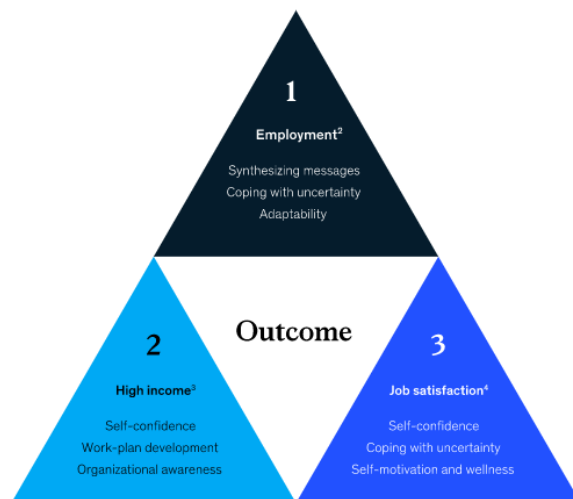 1
Employment²
Synthesizing messages
Coping with uncertainty
Adaptability
Outcome
2
High income³
Self-confidence
Work-plan development
Organizational awareness
3
Job satisfaction⁴
Self-confidence
Coping with uncertainty
Self-motivation and wellness